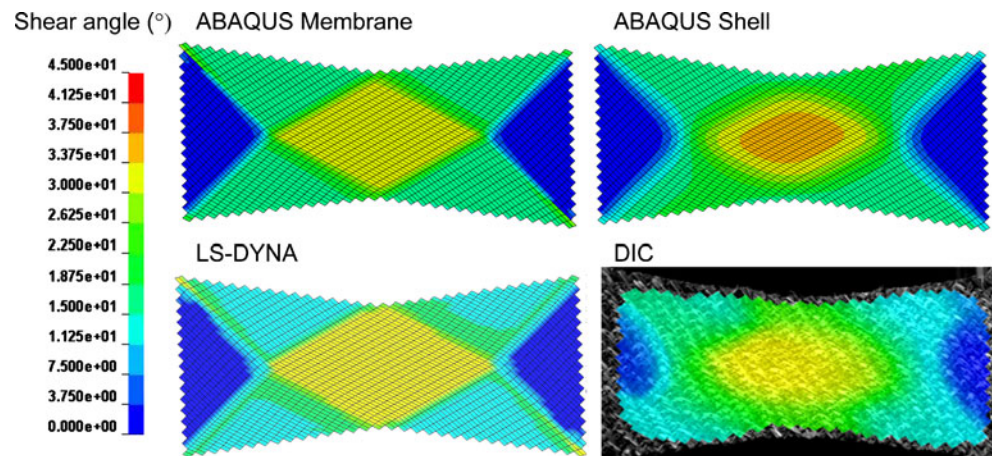 Shear angle (°)
ABAQUS Membrane
ABAQUS Shell
4.500e+01
4.125e+01
3.750e+01
3.375e+01
3.000e+01
2.625e+01
2.250e+01
1.875e+01
1.500e+01
1.125e+01
7.500e+00
3.750e+00
0.000e+00
LS-DYNA
DIC